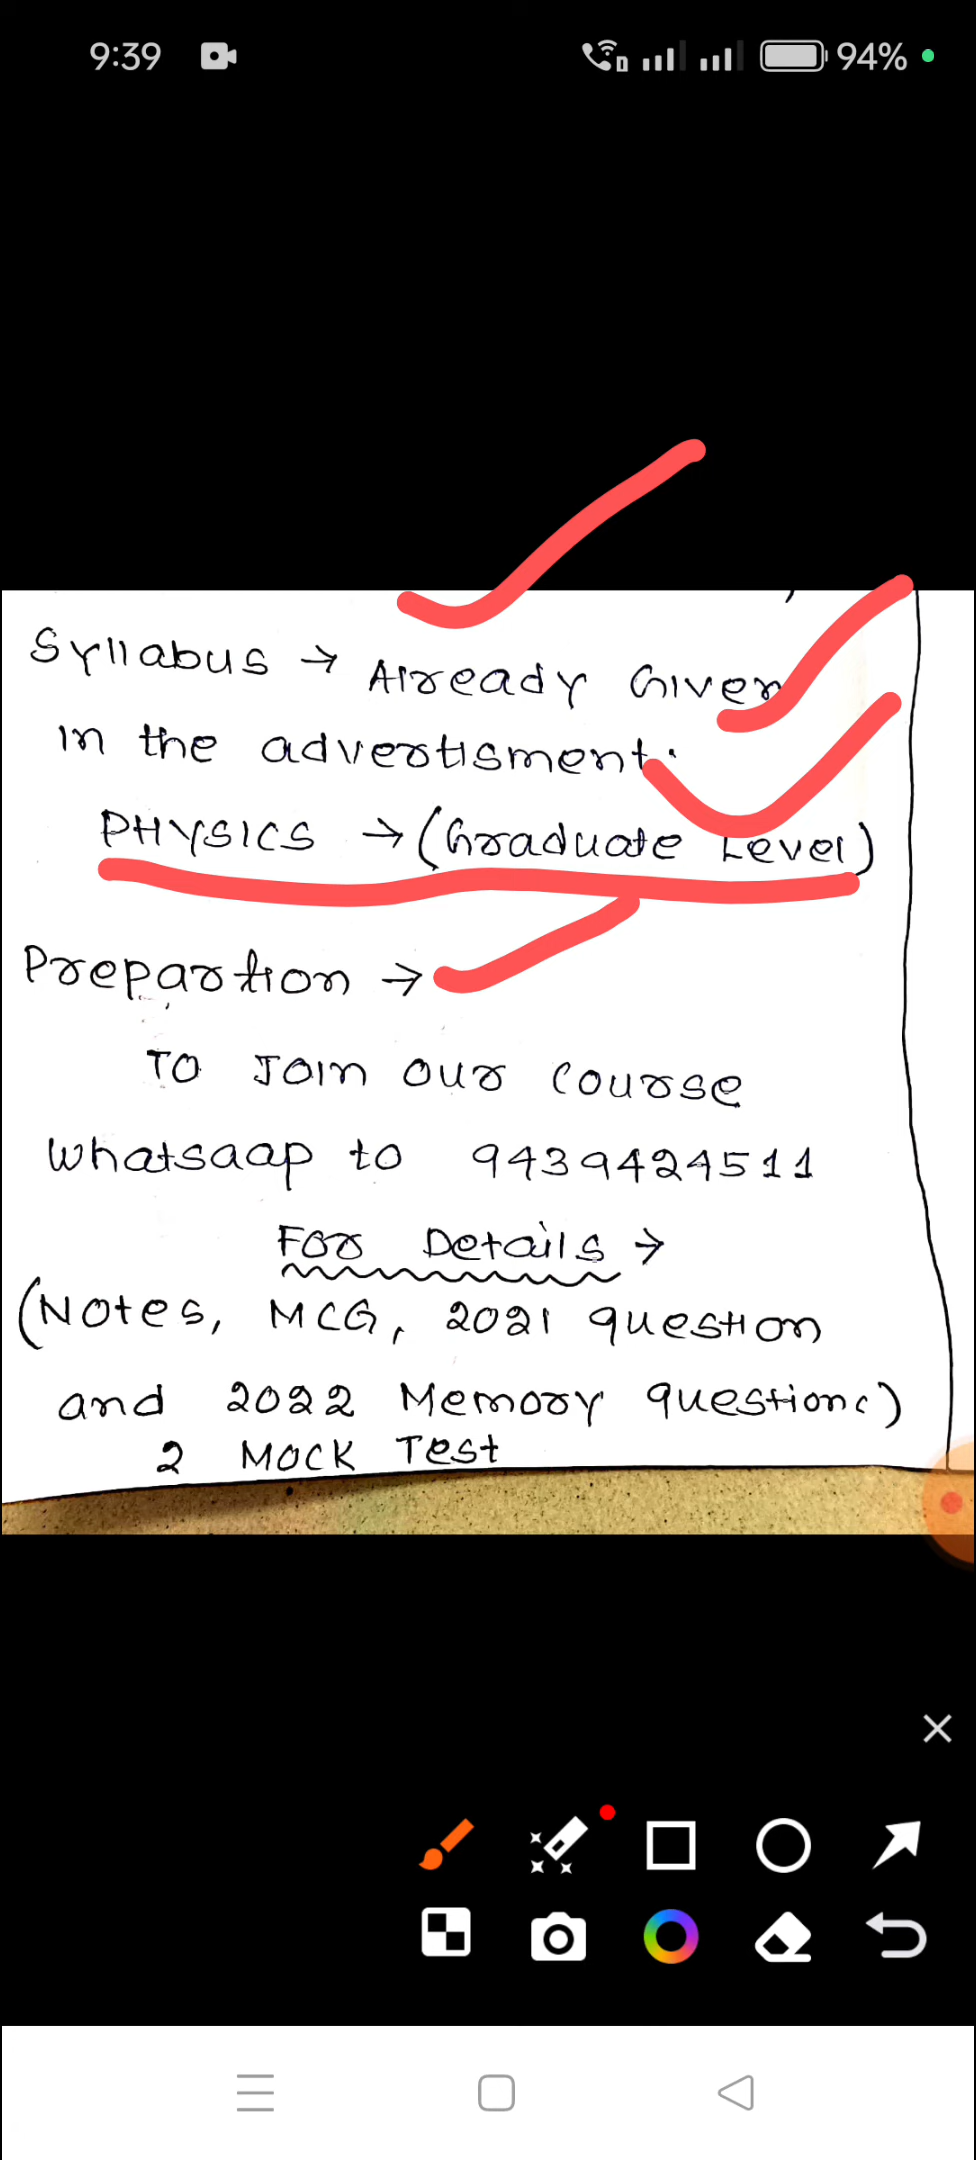 9:39 94%
Syllabus → Already Given
in the advertisment.
PHYSICS → (Graduate Level)
Prepartion →
TO JOIN our course
Whatsaap to 9439424511
For Details →
(Notes, MCG, 2021 question
and 2022 Memory questions)
2 MOCK Test